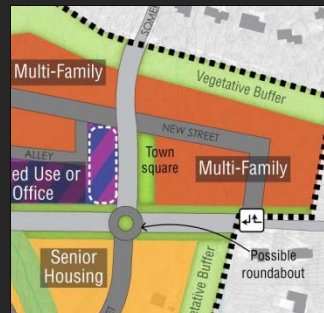 SOMER
Multi-Family
Vegetative Buffer
NEW STREET
ALLEY
Town
square
Multi-Family
ed Use or
Office
Senior
Housing
Possible
roundabout
etative Buffer